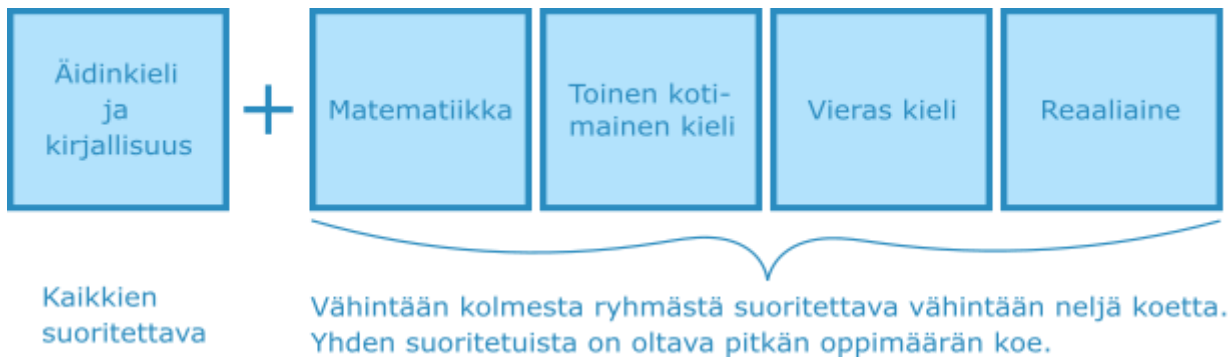 Äidinkieli
ja
kirjallisuus
+
Matematiikka
Toinen koti-
mainen kieli
Vieras kieli
Reaaliaine
Kaikkien
suoritettava
Vähintään kolmesta ryhmästä suoritettava vähintään neljä koetta.
Yhden suoritetuista on oltava pitkän oppimäärän koe.